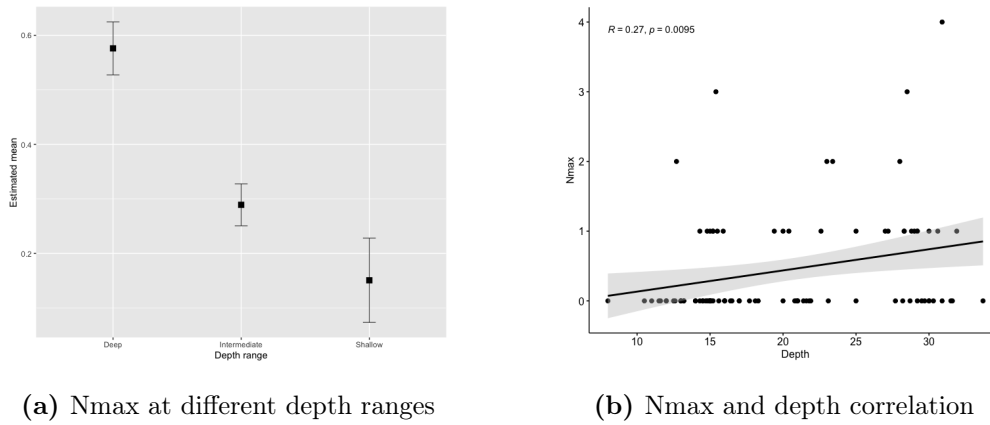 0.6
0.4
0.2
Estimated mean
Deep
Intermediate
Shallow
Depth range
R = 0.27, p = 0.0095
4
3
2
1
0
Nmax
10
15
20
25
30
Depth
(a) Nmax at different depth ranges
(b) Nmax and depth correlation